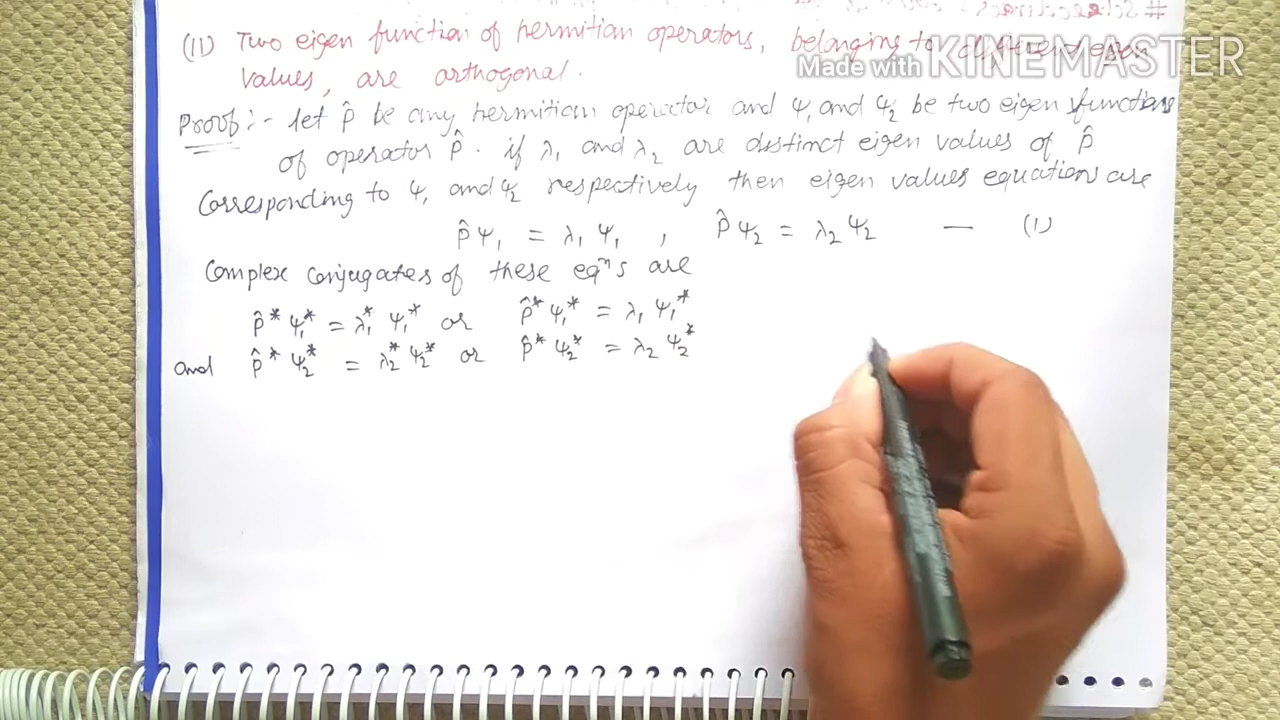 (II) Two eigen function of hermitian operators, belonging to different eigen
Made with KINEMASTER
values, are orthogonal.
Proof:- let P̂ be any hermitian operator and Ψ₁ and Ψ₂ be two eigen functions
of operator P̂. if λ₁ and λ₂ are distinct eigen values of P̂
Corresponding to Ψ₁ and Ψ₂ respectively then eigen values equations are
P̂Ψ₁ = λ₁Ψ₁, P̂Ψ₂ = λ₂Ψ₂ — (1)
Complex conjugates of these eqⁿs are
P̂*Ψ₁* = λ₁*Ψ₁* or P̂*Ψ₁* = λ₁Ψ₁*
and P̂*Ψ₂* = λ₂*Ψ₂* or P̂*Ψ₂* = λ₂Ψ₂*